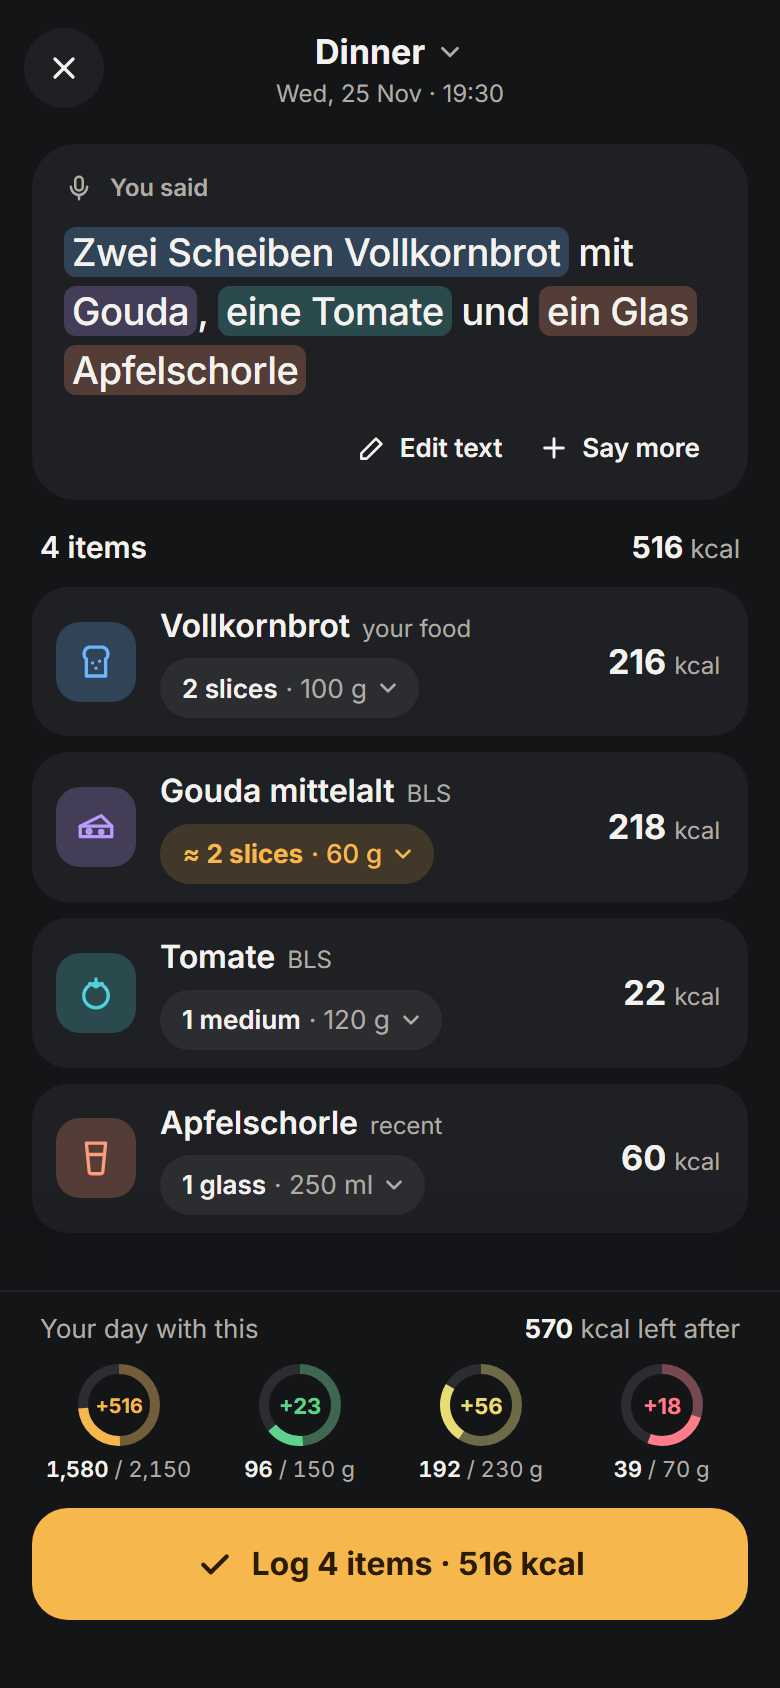 Dinner
Wed, 25 Nov · 19:30
You said
Zwei Scheiben Vollkornbrot mit
Gouda, eine Tomate und ein Glas
Apfelschorle
Edit text
Say more
4 items
516 kcal
Vollkornbrot your food
2 slices · 100 g
216 kcal
Gouda mittelalt BLS
≈ 2 slices · 60 g
218 kcal
Tomate BLS
1 medium · 120 g
22 kcal
Apfelschorle recent
1 glass · 250 ml
60 kcal
Your day with this
570 kcal left after
+516
+23
+56
+18
1,580 / 2,150
96 / 150 g
192 / 230 g
39 / 70 g
Log 4 items · 516 kcal